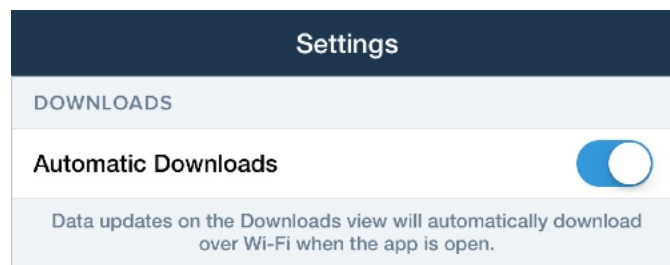 Settings
DOWNLOADS
Automatic Downloads
Data updates on the Downloads view will automatically download
over Wi-Fi when the app is open.